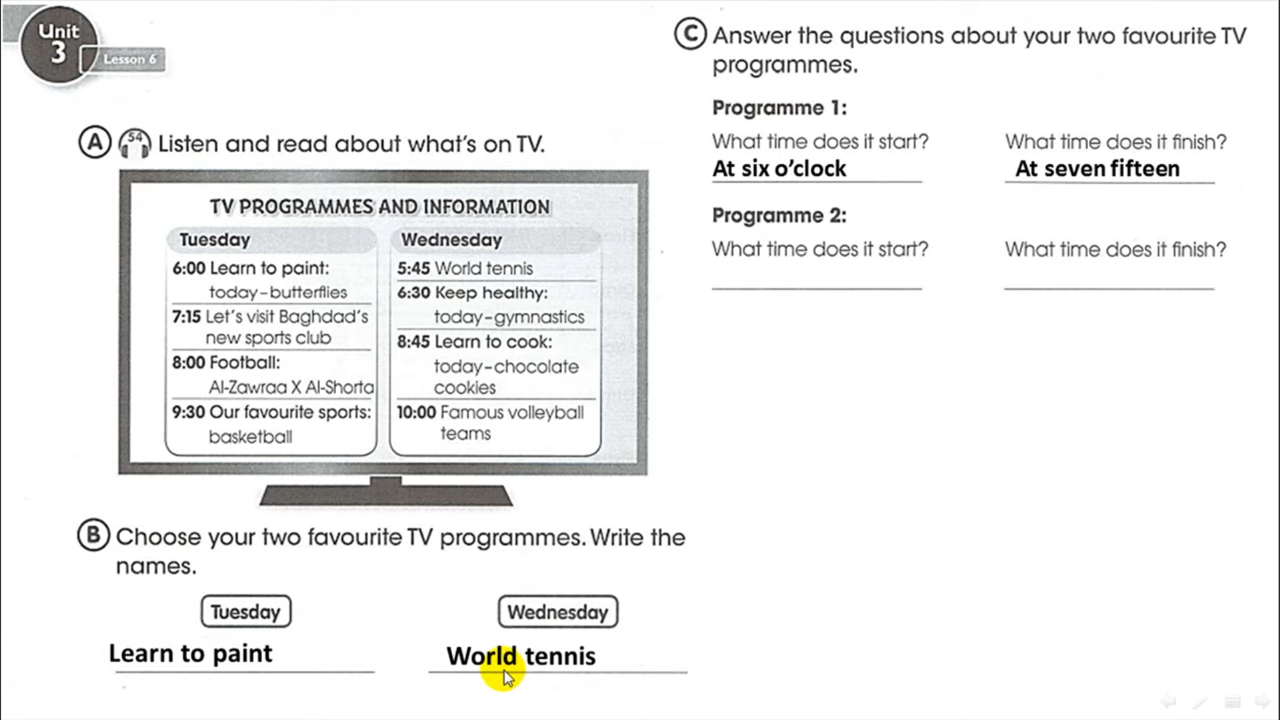 Unit
3
Lesson 6
A 54 Listen and read about what's on TV.
TV PROGRAMMES AND INFORMATION
Tuesday
6:00 Learn to paint:
today–butterflies
7:15 Let's visit Baghdad's
new sports club
8:00 Football:
Al-Zawraa X Al-Shorta
9:30 Our favourite sports:
basketball
Wednesday
5:45 World tennis
6:30 Keep healthy:
today–gymnastics
8:45 Learn to cook:
today–chocolate
cookies
10:00 Famous volleyball
teams
B Choose your two favourite TV programmes. Write the
names.
Tuesday
Learn to paint
Wednesday
World tennis
C Answer the questions about your two favourite TV
programmes.
Programme 1:
What time does it start? What time does it finish?
At six o'clock At seven fifteen
Programme 2:
What time does it start? What time does it finish?